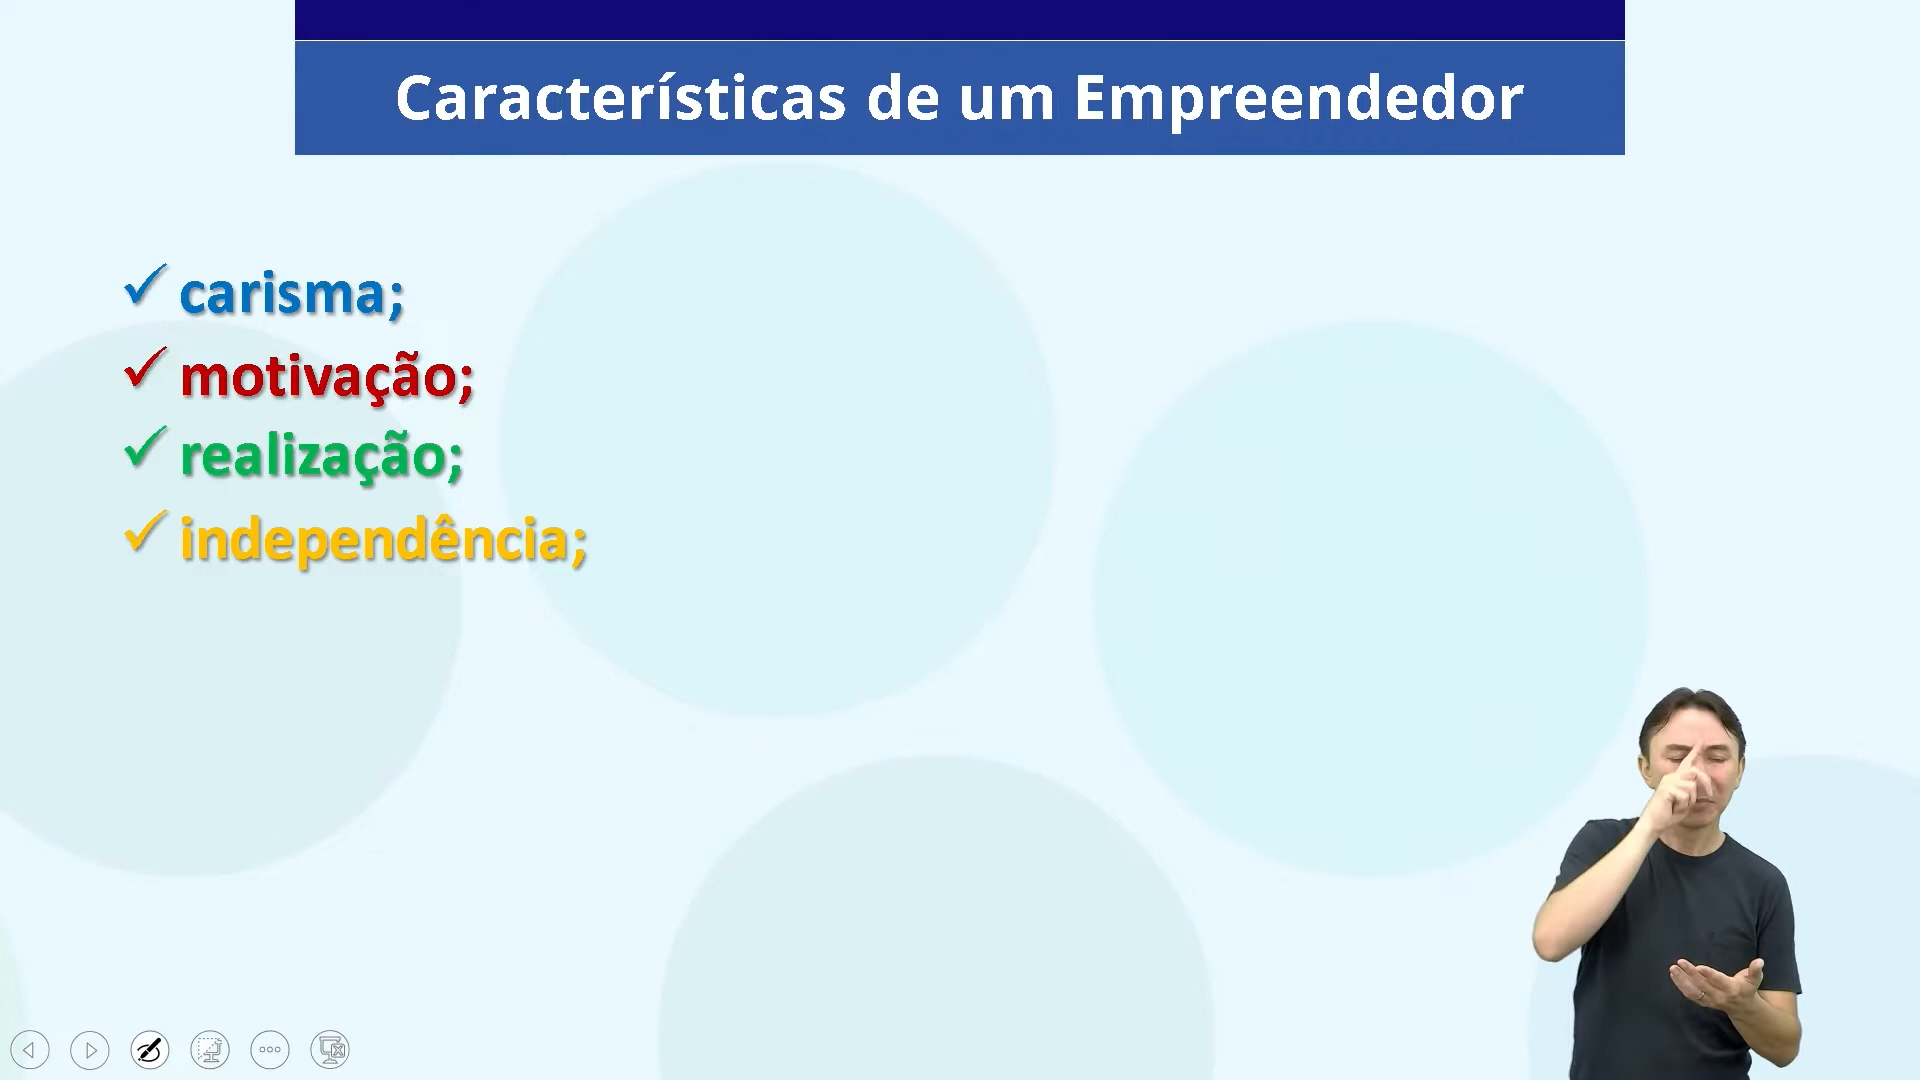 Características de um Empreendedor
✓ carisma;
✓ motivação;
✓ realização;
✓ independência;